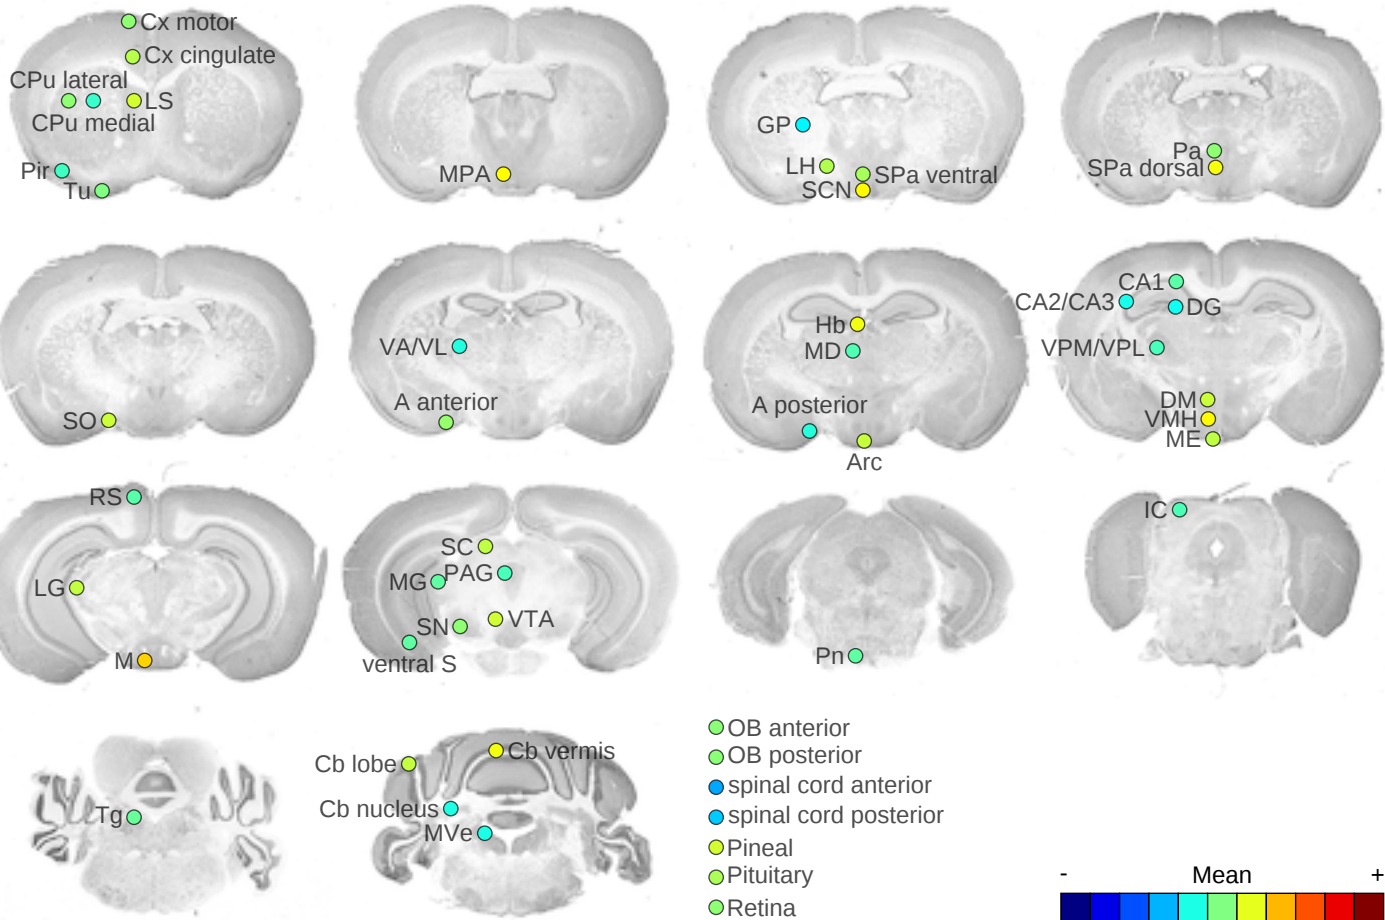 Cx motor
Cx cingulate
CPu lateral
LS
CPu medial
Pir
Tu
MPA
GP
LH
SPa ventral
SCN
Pa
SPa dorsal
SO
VA/VL
A anterior
Hb
MD
A posterior
Arc
CA1
CA2/CA3
DG
VPM/VPL
DM
VMH
ME
RS
LG
M
SC
MG
PAG
SN
VTA
ventral S
Pn
IC
Tg
Cb lobe
Cb vermis
Cb nucleus
MVe
OB anterior
OB posterior
spinal cord anterior
spinal cord posterior
Pineal
Pituitary
Retina
- Mean +